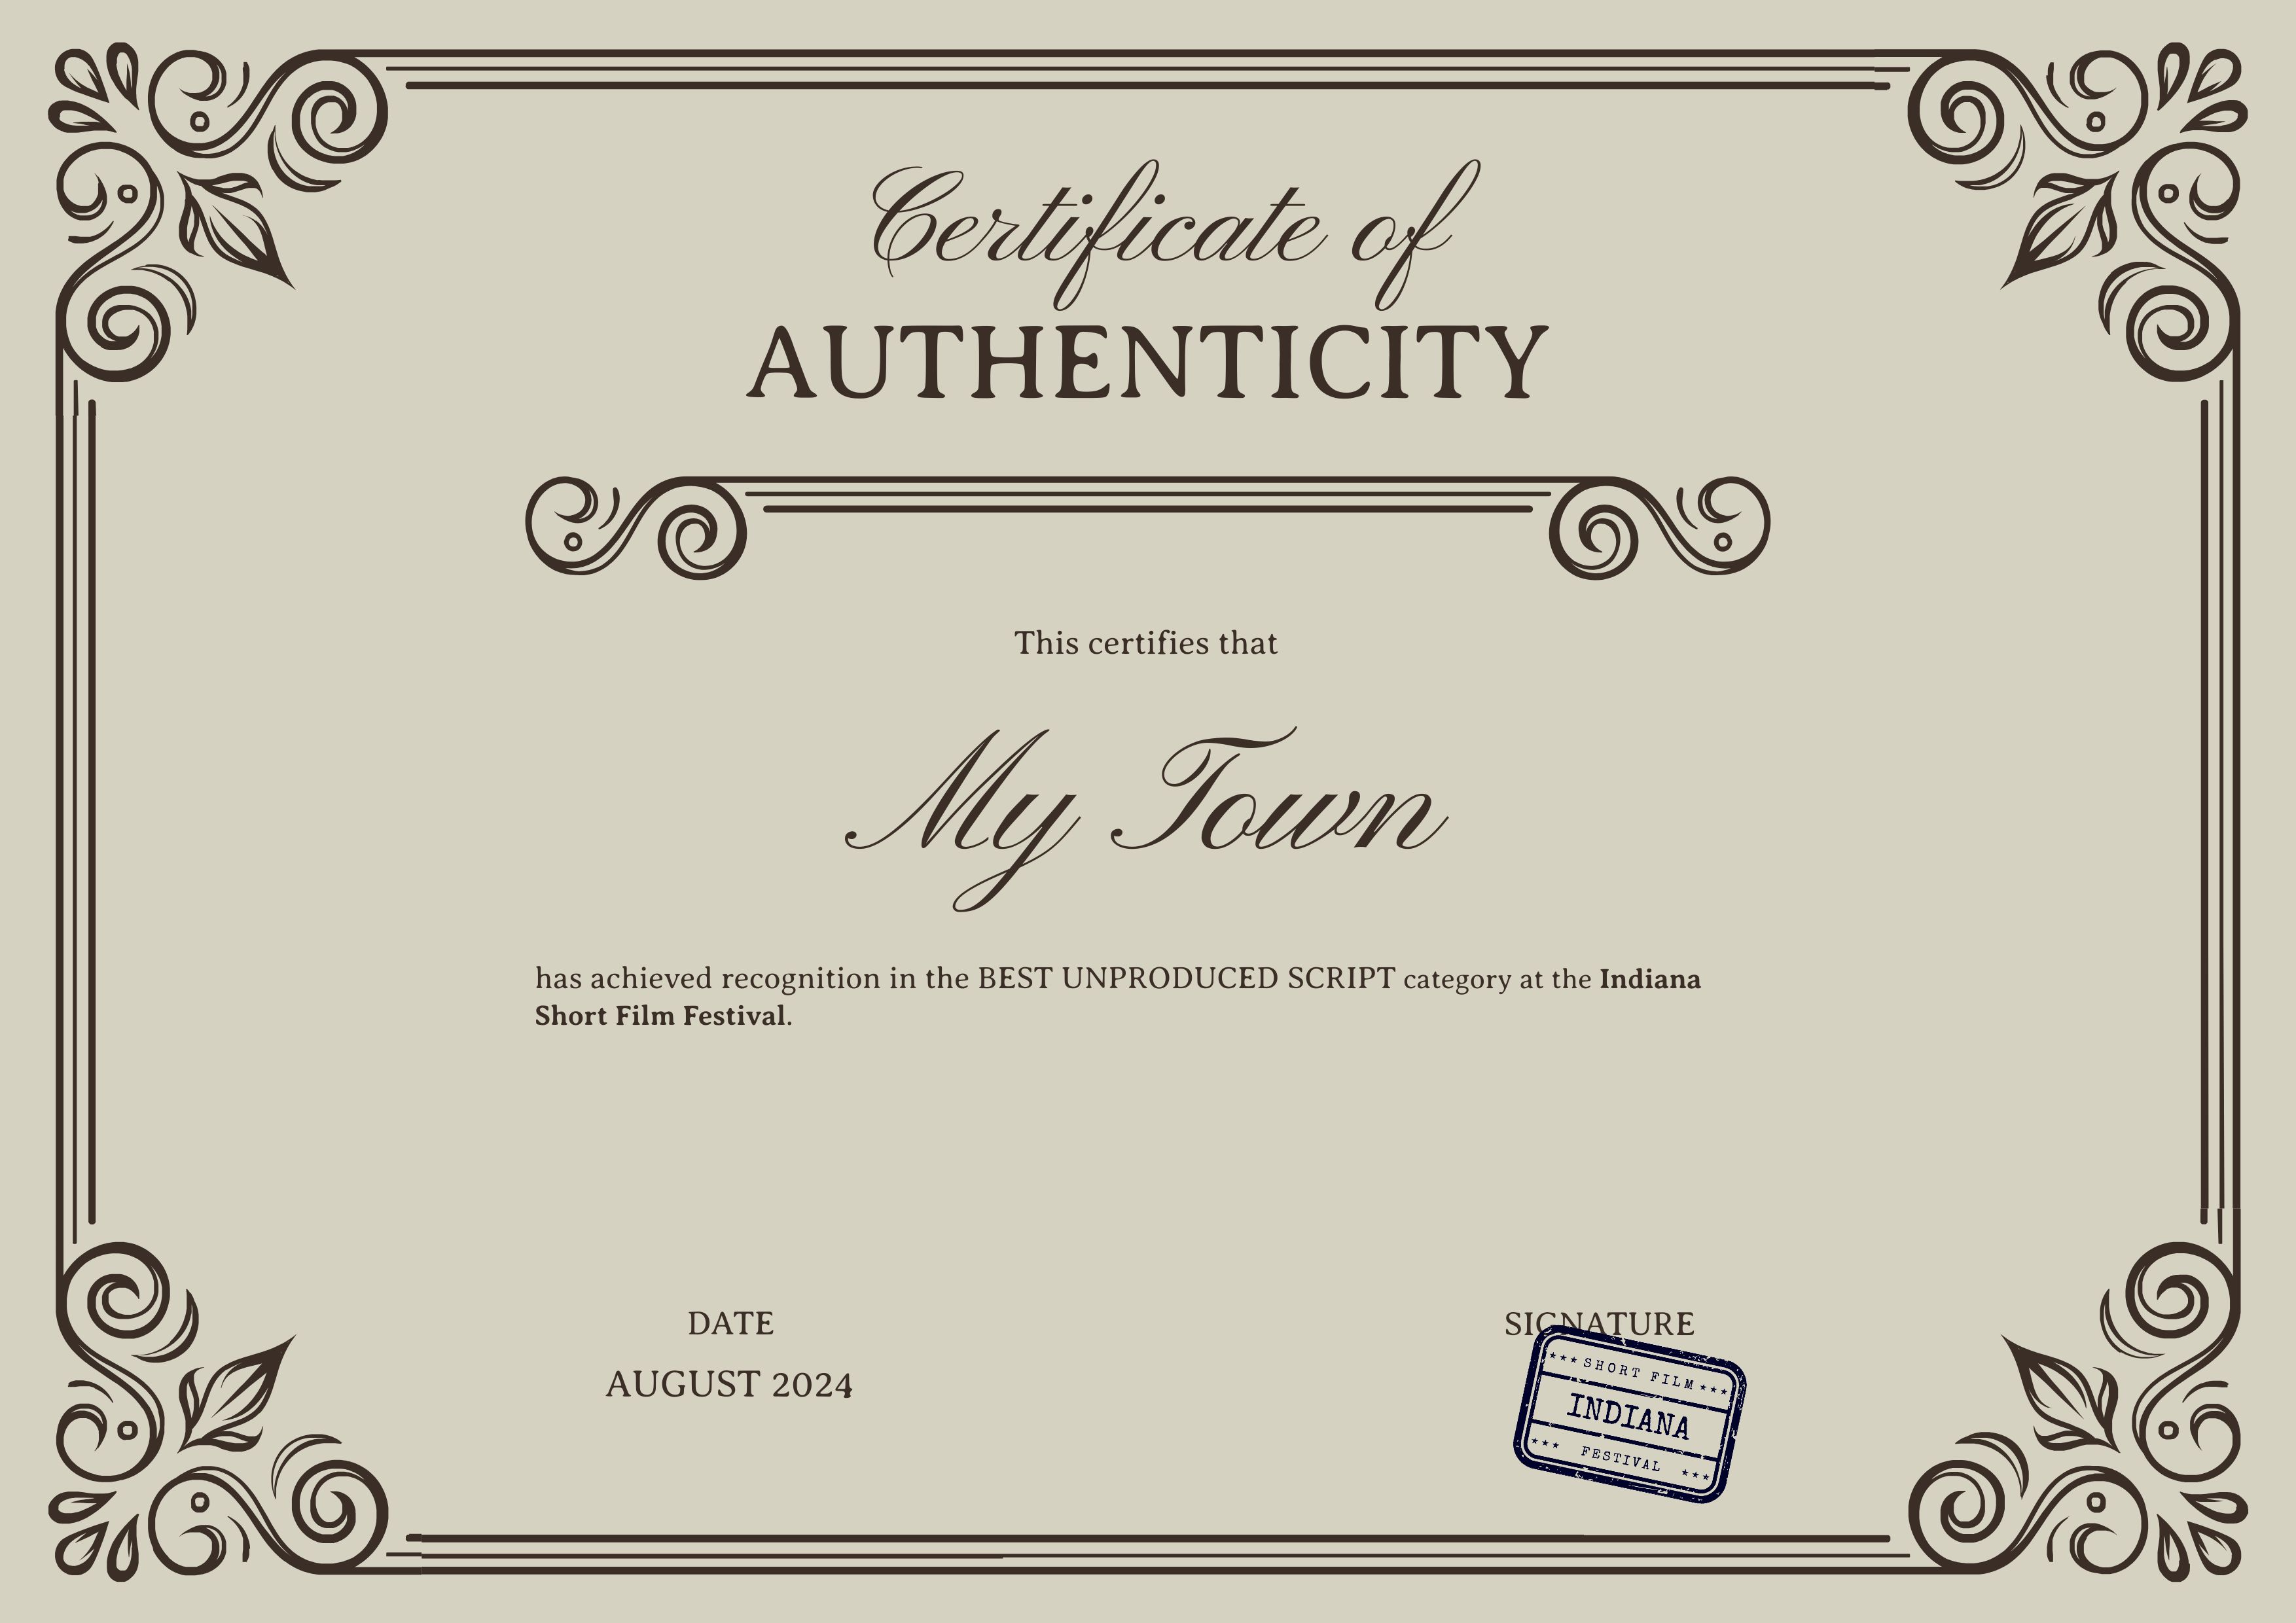 Certificate of
AUTHENTICITY
This certifies that
My Town
has achieved recognition in the BEST UNPRODUCED SCRIPT category at the Indiana
Short Film Festival.
DATE
AUGUST 2024
SIGNATURE
*** SHORT FILM ***
INDIANA
*** FESTIVAL ***